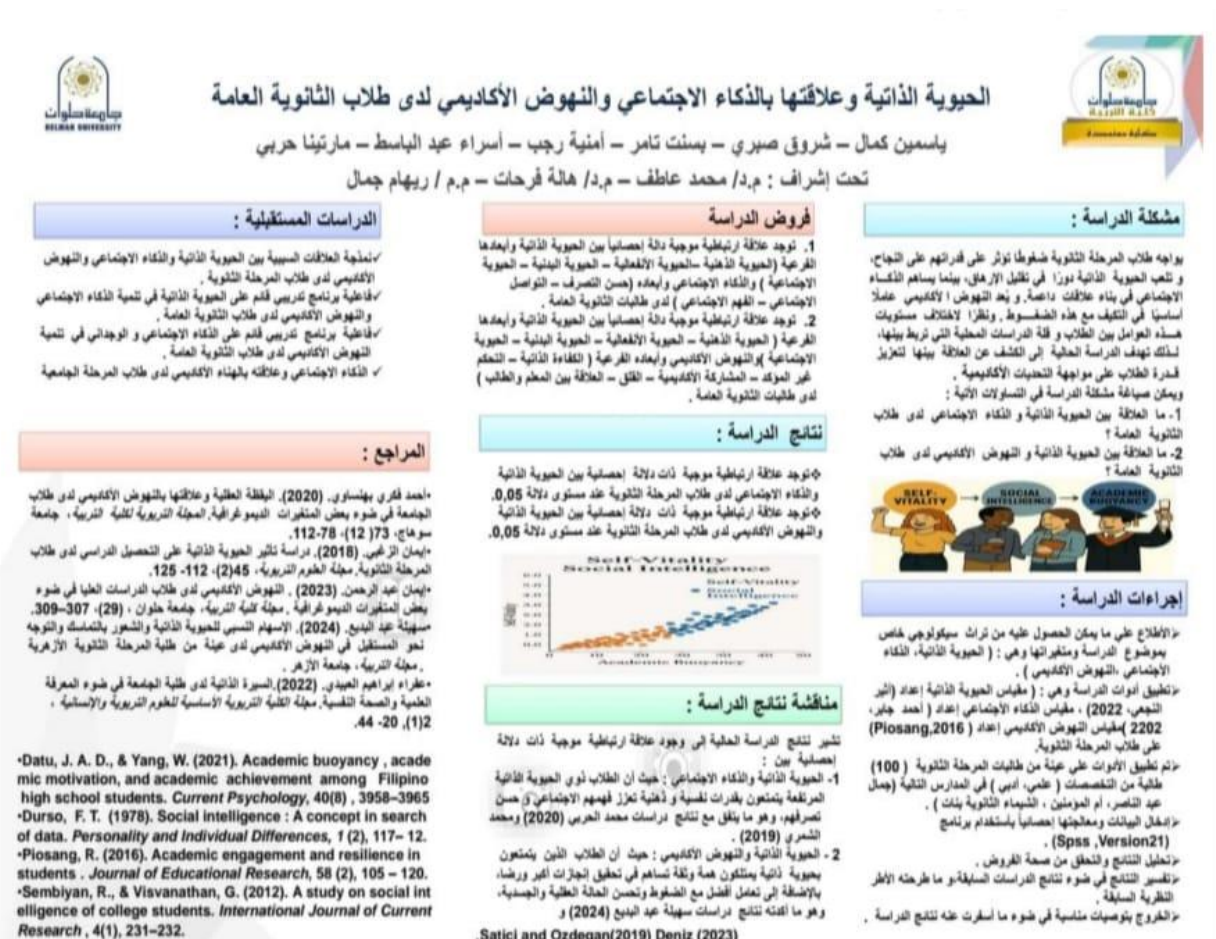 جامعة حلوان
HELWAN UNIVERSITY
جامعة حلوان
كلية التربية
الحيوية الذاتية وعلاقتها بالذكاء الاجتماعي والنهوض الأكاديمي لدى طلاب الثانوية العامة
ياسمين كمال – شروق صبري – بسنت تامر – أمنية رجب – أسراء عبد الباسط – مارتينا حربي
تحت إشراف : م.د/ محمد عاطف – م.د/ هالة فرحات – م.م / ريهام جمال
مشكلة الدراسة :
يواجه طلاب المرحلة الثانوية ضغوطًا تؤثر على قدراتهم على النجاح،
و تلعب الحيوية الذاتية دورًا في تقليل الإرهاق، بينما يساهم الذكاء
الاجتماعي في بناء علاقات داعمة. و يُعد النهوض الأكاديمي عاملًا
أساسيًا في التكيف مع هذه الضغوط . ونظرًا لاختلاف مستويات
هذه العوامل بين الطلاب و قلة الدراسات المحلية التي تربط بينها،
لذلك تهدف الدراسة الحالية إلى الكشف عن العلاقة بينها لتعزيز
قدرة الطلاب على مواجهة التحديات الأكاديمية .
ويمكن صياغة مشكلة الدراسة في التساولات الأتية :
1- ما العلاقة بين الحيوية الذاتية و الذكاء الاجتماعي لدى طلاب
الثانوية العامة ؟
2- ما العلاقة بين الحيوية الذاتية و النهوض الأكاديمي لدى طلاب
الثانوية العامة ؟
SELF-VITALITY
SOCIAL INTELLIGENCE
ACADEMIC BUOYANCY
إجراءات الدراسة :
الأطلاع علي ما يمكن الحصول عليه من تراث سيكولوجي خاص
بموضوع الدراسة ومتغيراتها وهي : ( الحيوية الذاتية، الذكاء
الأجتماعي ،النهوض الأكاديمي ) .
تطبيق أدوات الدراسة وهي : ( مقياس الحيوية الذاتية إعداد (أثير
النجعي، 2022) ، مقياس الذكاء الأجتماعي إعداد ( أحمد جابر،
2202 )مقياس النهوض الأكاديمي إعداد ( Piosang,2016)
على طلاب المرحلة الثانوية.
تم تطبيق الأدوات علي عينة من طالبات المرحلة الثانوية ( 100)
طالبة من التخصصات ( علمي، أدبي ) في المدارس التالية (جمال
عبد الناصر، أم المؤمنين ، الشيماء الثانوية بنات ) .
إدخال البيانات ومعالجتها إحصائياً بأستخدام برنامج
(Spss ,Version21) .
تحليل النتائج والتحقق من صحة الفروض .
تفسير النتائج في ضوء نتائج الدراسات السابقة،و ما طرحته الأطر
النظرية السابقة .
الخروج بتوصيات مناسبة في ضوء ما أسفرت عنه نتائج الدراسة .
فروض الدراسة
1. توجد علاقة ارتباطية موجبة دالة إحصائياً بين الحيوية الذاتية وأبعادها
الفرعية (الحيوية الذهنية –الحيوية الأنفعالية – الحيوية البدنية – الحيوية
الاجتماعية ) والذكاء الاجتماعي وأبعاده (حسن التصرف – التواصل
الاجتماعي – الفهم الاجتماعي ) لدى طالبات الثانوية العامة .
2. توجد علاقة ارتباطية موجبة دالة إحصائياً بين الحيوية الذاتية وأبعادها
الفرعية ( الحيوية الذهنية – الحيوية الأنفعالية – الحيوية البدنية – الحيوية
الاجتماعية )والنهوض الأكاديمي وأبعاده الفرعية ( الكفاءة الذاتية – التحكم
غير المؤكد – المشاركة الأكاديمية – القلق – العلاقة بين المعلم والطالب )
لدى طالبات الثانوية العامة .
نتائج الدراسة :
توجد علاقة ارتباطية موجبة ذات دلالة إحصائية بين الحيوية الذاتية
والذكاء الاجتماعي لدى طلاب المرحلة الثانوية عند مستوى دلالة 0,05.
توجد علاقة ارتباطية موجبة ذات دلالة إحصائية بين الحيوية الذاتية
والنهوض الأكاديمي لدى طلاب المرحلة الثانوية عند مستوى دلالة 0,05.
Self-Vitality
Social Intelligence
Self-Vitality
Social
Intelligence
Academic Buoyancy
مناقشة نتائج الدراسة :
تشير نتائج الدراسة الحالية إلى وجود علاقة ارتباطية موجبة ذات دلالة
إحصائية بين :
1- الحيوية الذاتية والذكاء الاجتماعي : حيث أن الطلاب ذوي الحيوية الذاتية
المرتفعة يتمتعون بقدرات نفسية و ذهنية تعزز فهمهم الاجتماعي و حسن
تصرفهم، وهو ما يتفق مع نتائج دراسات محمد الحربي (2020) ومحمد
الشمري (2019) .
2 - الحيوية الذاتية والنهوض الأكاديمي : حيث أن الطلاب الذين يتمتعون
بحيوية ذاتية يمتلكون همة وثقة تساهم في تحقيق إنجازات أكبر ورضا،
بالإضافة إلى تعامل أفضل مع الضغوط وتحسن الحالة العقلية والجسدية،
وهو ما أكدته نتائج دراسات سهيلة عبد البديع (2024) و
Satici and Ozdegan(2019) Deniz (2023).
الدراسات المستقبلية :
✓نمذجة العلاقات السببية بين الحيوية الذاتية والذكاء الاجتماعي والنهوض
الأكاديمي لدى طلاب المرحلة الثانوية .
✓فاعلية برنامج تدريبي قائم على الحيوية الذاتية في تنمية الذكاء الاجتماعي
والنهوض الأكاديمي لدى طلاب الثانوية العامة .
✓فاعلية برنامج تدريبي قائم على الذكاء الاجتماعي و الوجداني في تنمية
النهوض الأكاديمي لدى طلاب الثانوية العامة .
✓ الذكاء الاجتماعي وعلاقته بالهناء الأكاديمي لدى طلاب المرحلة الجامعية
المراجع :
•أحمد فكري بهنساوي. (2020). اليقظة العقلية وعلاقتها بالنهوض الأكاديمي لدى طلاب
الجامعة في ضوء بعض المتغيرات الديموغرافية. المجلة التربوية لكلية التربية، جامعة
سوهاج، 73( 12) ،78-112.
•إيمان الزغبي. (2018). دراسة تأثير الحيوية الذاتية على التحصيل الدراسي لدى طلاب
المرحلة الثانوية. مجلة العلوم التربوية، 45(2)، 112- 125.
•إيمان عبد الرحمن. (2023) . النهوض الأكاديمي لدى طلاب الدراسات العليا في ضوء
بعض المتغيرات الديموغرافية . مجلة كلية التربية، جامعة حلوان ، (29)، 307–309.
•سهيلة عبد البديع. (2024). الاسهام النسبي للحيوية الذاتية والشعور بالتماسك والتوجه
نحو المستقبل في النهوض الأكاديمي لدى عينة من طلبة المرحلة الثانوية الأزهرية
. مجلة التربية، جامعة الأزهر .
•عفراء إبراهيم العبيدي. (2022).السيرة الذاتية لدى طلبة الجامعة في ضوء المعرفة
العلمية والصحة النفسية. مجلة الكلية التربوية الأساسية للعلوم التربوية والإنسانية ،
2(1), 20- 44.
•Datu, J. A. D., & Yang, W. (2021). Academic buoyancy , acade
mic motivation, and academic achievement among Filipino
high school students. Current Psychology, 40(8) , 3958–3965
•Durso, F. T. (1978). Social intelligence : A concept in search
of data. Personality and Individual Differences, 1 (2), 117– 12.
•Piosang, R. (2016). Academic engagement and resilience in
students . Journal of Educational Research, 58 (2), 105 – 120.
•Sembiyan, R., & Visvanathan, G. (2012). A study on social int
elligence of college students. International Journal of Current
Research , 4(1), 231–232.